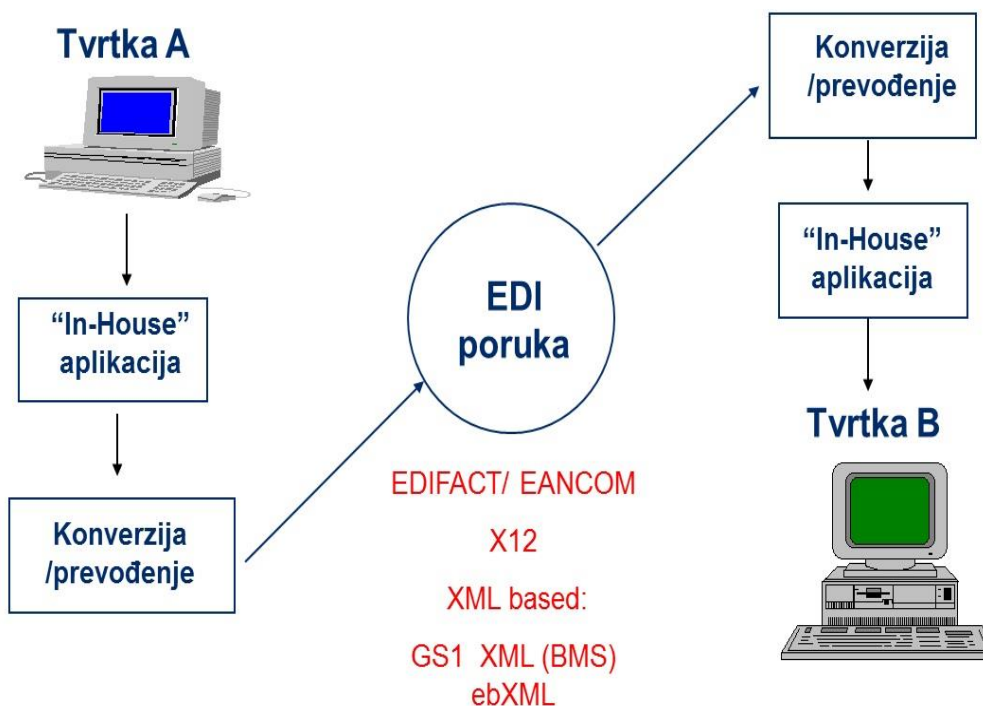 Tvrtka A
“In-House”
aplikacija
Konverzija
/prevođenje
EDI
poruka
EDIFACT/ EANCOM
X12
XML based:
GS1 XML (BMS)
ebXML
Konverzija
/prevođenje
“In-House”
aplikacija
Tvrtka B